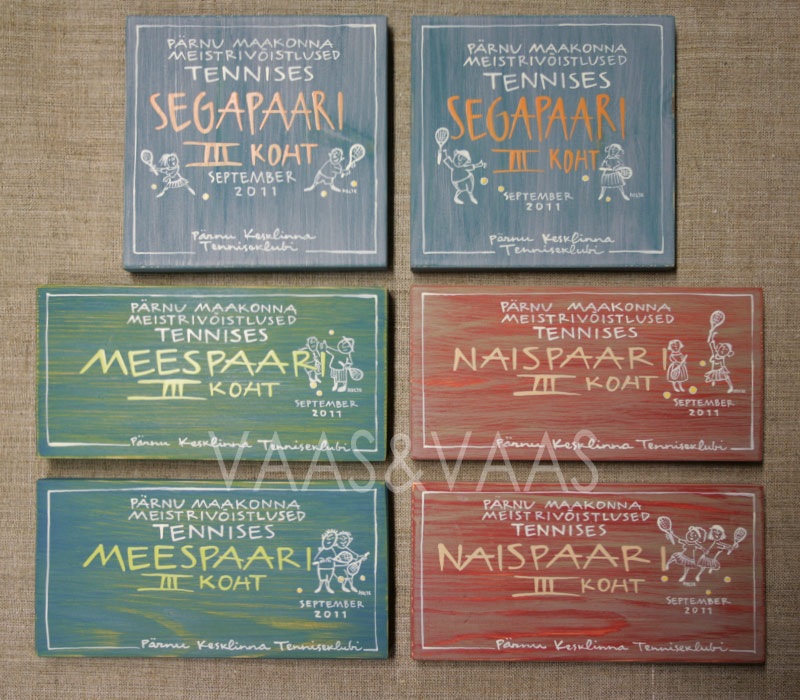 PÄRNU MAAKONNA
MEISTRIVÕISTLUSED
TENNISES
SEGAPAARI
III KOHT
SEPTEMBER
2011
Pärnu Kesklinna
Tenniseklubi
PÄRNU MAAKONNA
MEISTRIVÕISTLUSED
TENNISES
SEGAPAARI
III KOHT
SEPTEMBER
2011
Pärnu Kesklinna
Tenniseklubi
PÄRNU MAAKONNA
MEISTRIVÕISTLUSED
TENNISES
MEESPAARI
III KOHT
SEPTEMBER
2011
Pärnu Kesklinna Tenniseklubi
PÄRNU MAAKONNA
MEISTRIVÕISTLUSED
TENNISES
NAISPAARI
III KOHT
SEPTEMBER
2011
Pärnu Kesklinna Tenniseklubi
VAAS&VAAS
PÄRNU MAAKONNA
MEISTRIVÕISTLUSED
TENNISES
MEESPAARI
III KOHT
SEPTEMBER
2011
Pärnu Kesklinna Tenniseklubi
PÄRNU MAAKONNA
MEISTRIVÕISTLUSED
TENNISES
NAISPAARI
III KOHT
SEPTEMBER
2011
Pärnu Kesklinna Tenniseklubi